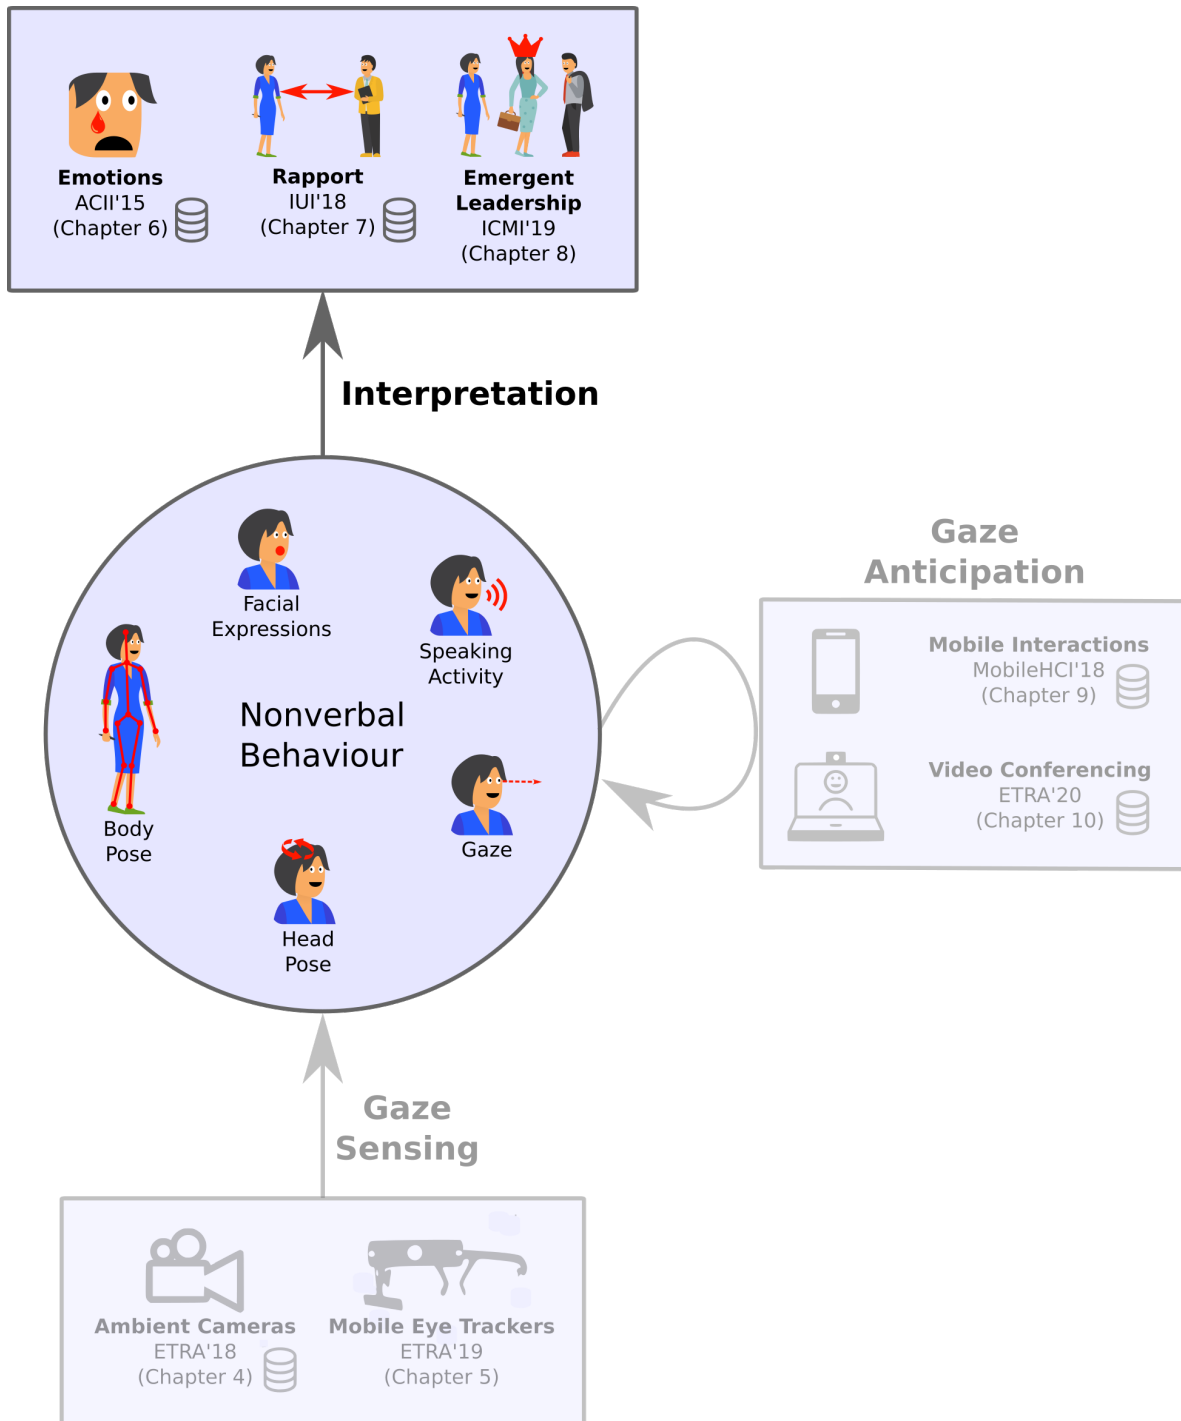 Emotions
ACII'15
(Chapter 6)
Rapport
IUI'18
(Chapter 7)
Emergent
Leadership
ICMI'19
(Chapter 8)
Interpretation
Facial
Expressions
Speaking
Activity
Nonverbal
Behaviour
Body
Pose
Gaze
Head
Pose
Gaze
Anticipation
Mobile Interactions
MobileHCI'18
(Chapter 9)
Video Conferencing
ETRA'20
(Chapter 10)
Gaze
Sensing
Ambient Cameras
ETRA'18
(Chapter 4)
Mobile Eye Trackers
ETRA'19
(Chapter 5)